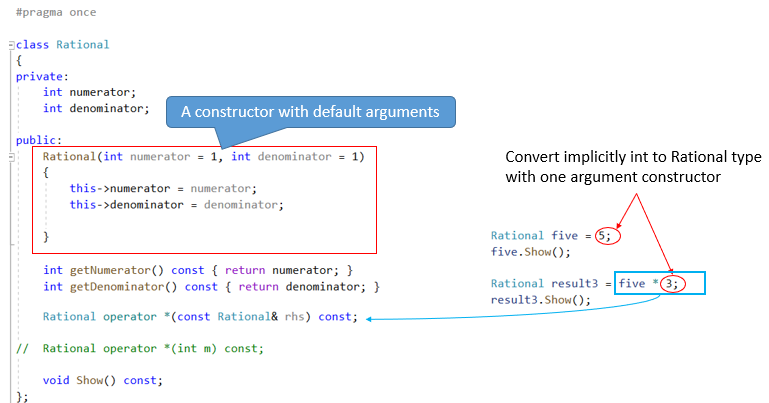 #pragma once
class Rational
{
private:
int numerator;
int denominator;
A constructor with default arguments
public:
Rational(int numerator = 1, int denominator = 1)
{
this->numerator = numerator;
this->denominator = denominator;
}
int getNumerator() const { return numerator; }
int getDenominator() const { return denominator; }
Rational operator *(const Rational& rhs) const;
// Rational operator *(int m) const;
void Show() const;
};
Convert implicitly int to Rational type
with one argument constructor
Rational five = 5;
five.Show();
Rational result3 = five * 3;
result3.Show();